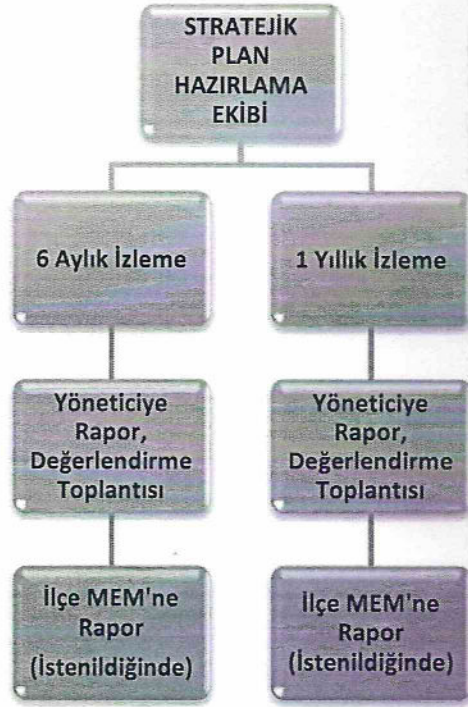 STRATEJİK
PLAN
HAZIRLAMA
EKİBİ
6 Aylık İzleme
1 Yıllık İzleme
Yöneticiye
Rapor,
Değerlendirme
Toplantısı
Yöneticiye
Rapor,
Değerlendirme
Toplantısı
İlçe MEM'ne
Rapor
(İstenildiğinde)
İlçe MEM'ne
Rapor
(İstenildiğinde)